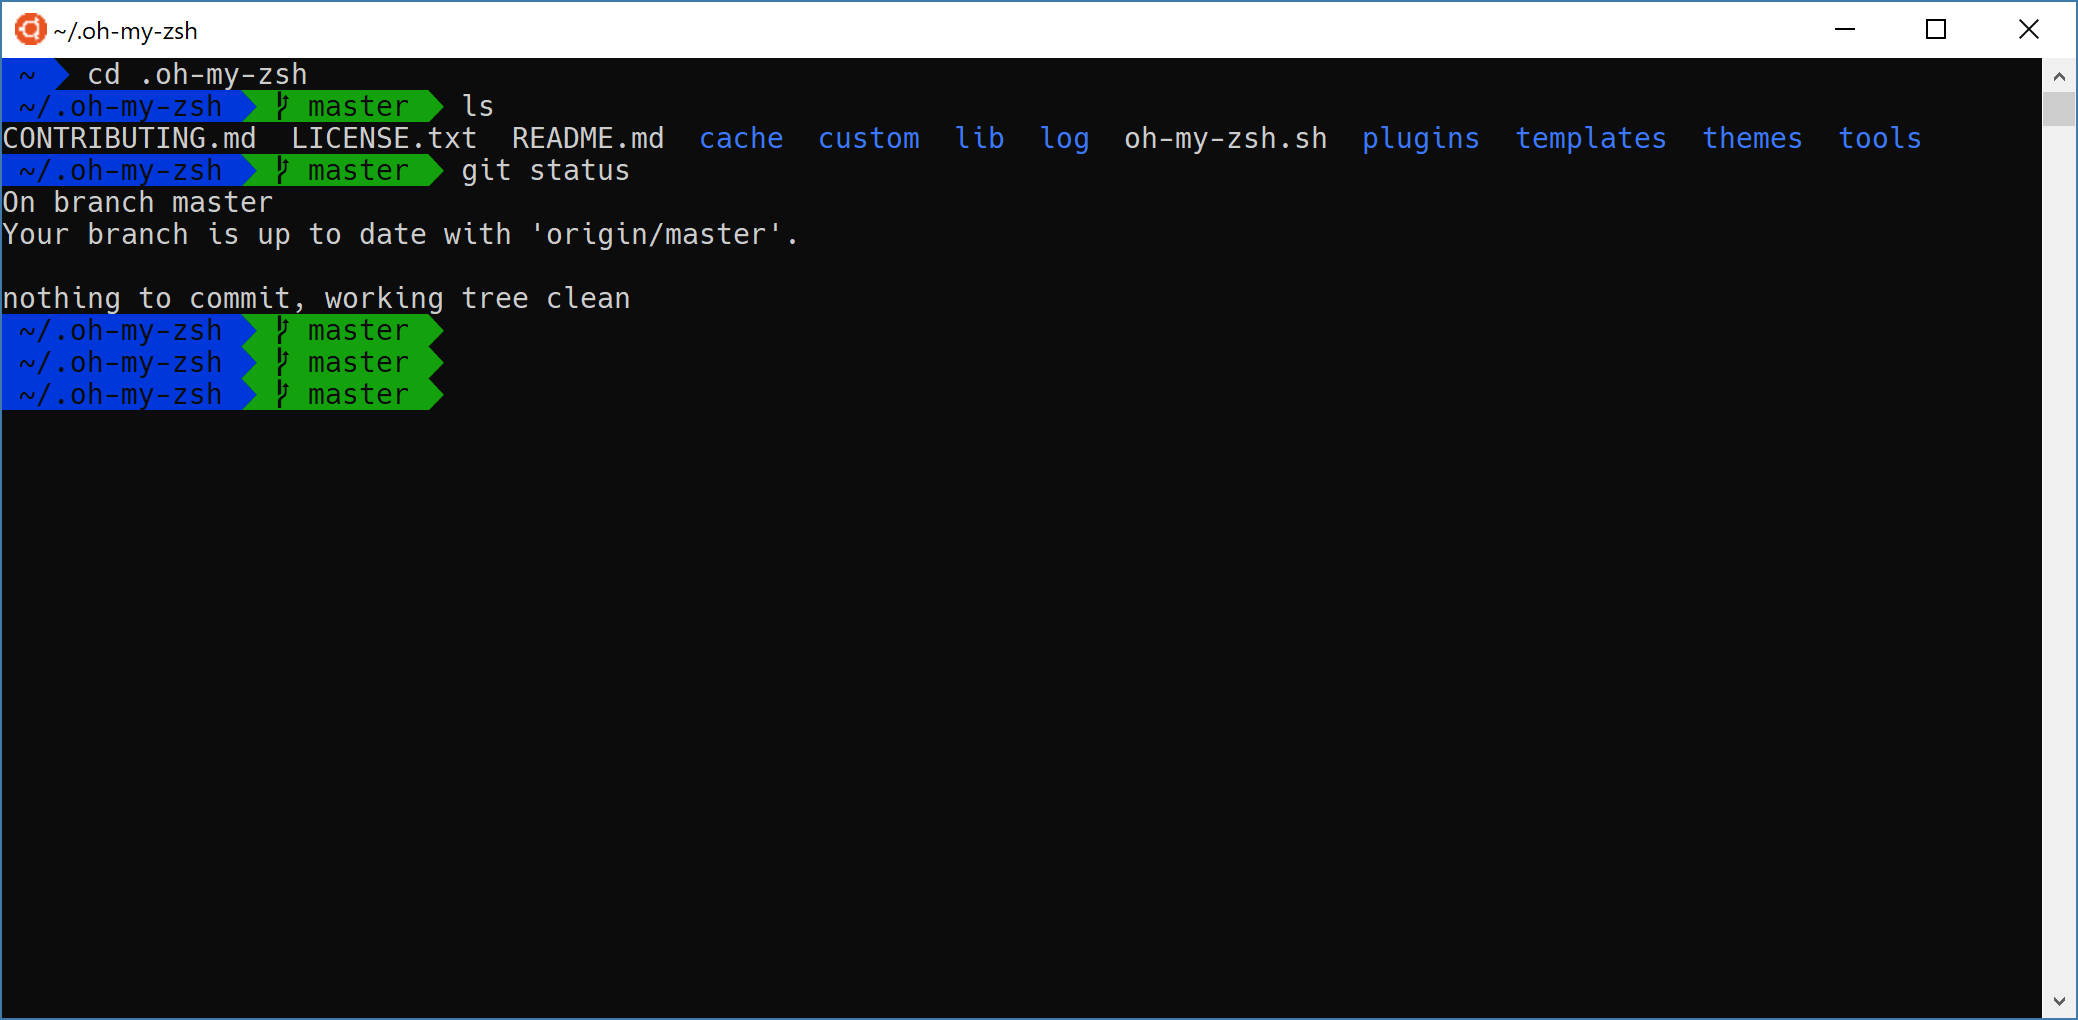 ~/.oh-my-zsh
~ cd .oh-my-zsh
~/.oh-my-zsh master ls
CONTRIBUTING.md LICENSE.txt README.md cache custom lib log oh-my-zsh.sh plugins templates themes tools
~/.oh-my-zsh master git status
On branch master
Your branch is up to date with 'origin/master'.
nothing to commit, working tree clean
~/.oh-my-zsh master
~/.oh-my-zsh master
~/.oh-my-zsh master